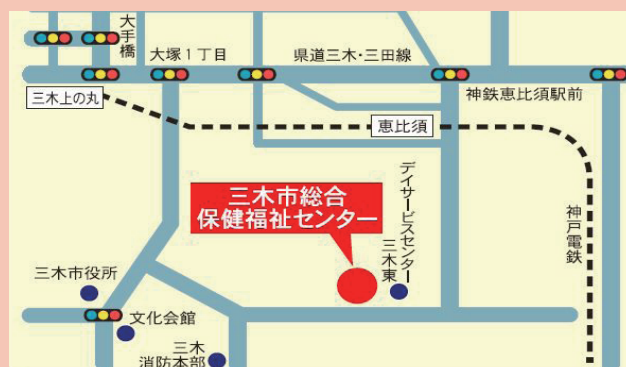 大手橋
大塚1丁目
県道三木・三田線
三木上の丸
恵比須
神鉄恵比須駅前
三木市総合
保健福祉センター
デイサービスセンター
三木東
神戸電鉄
三木市役所
文化会館
三木
消防本部